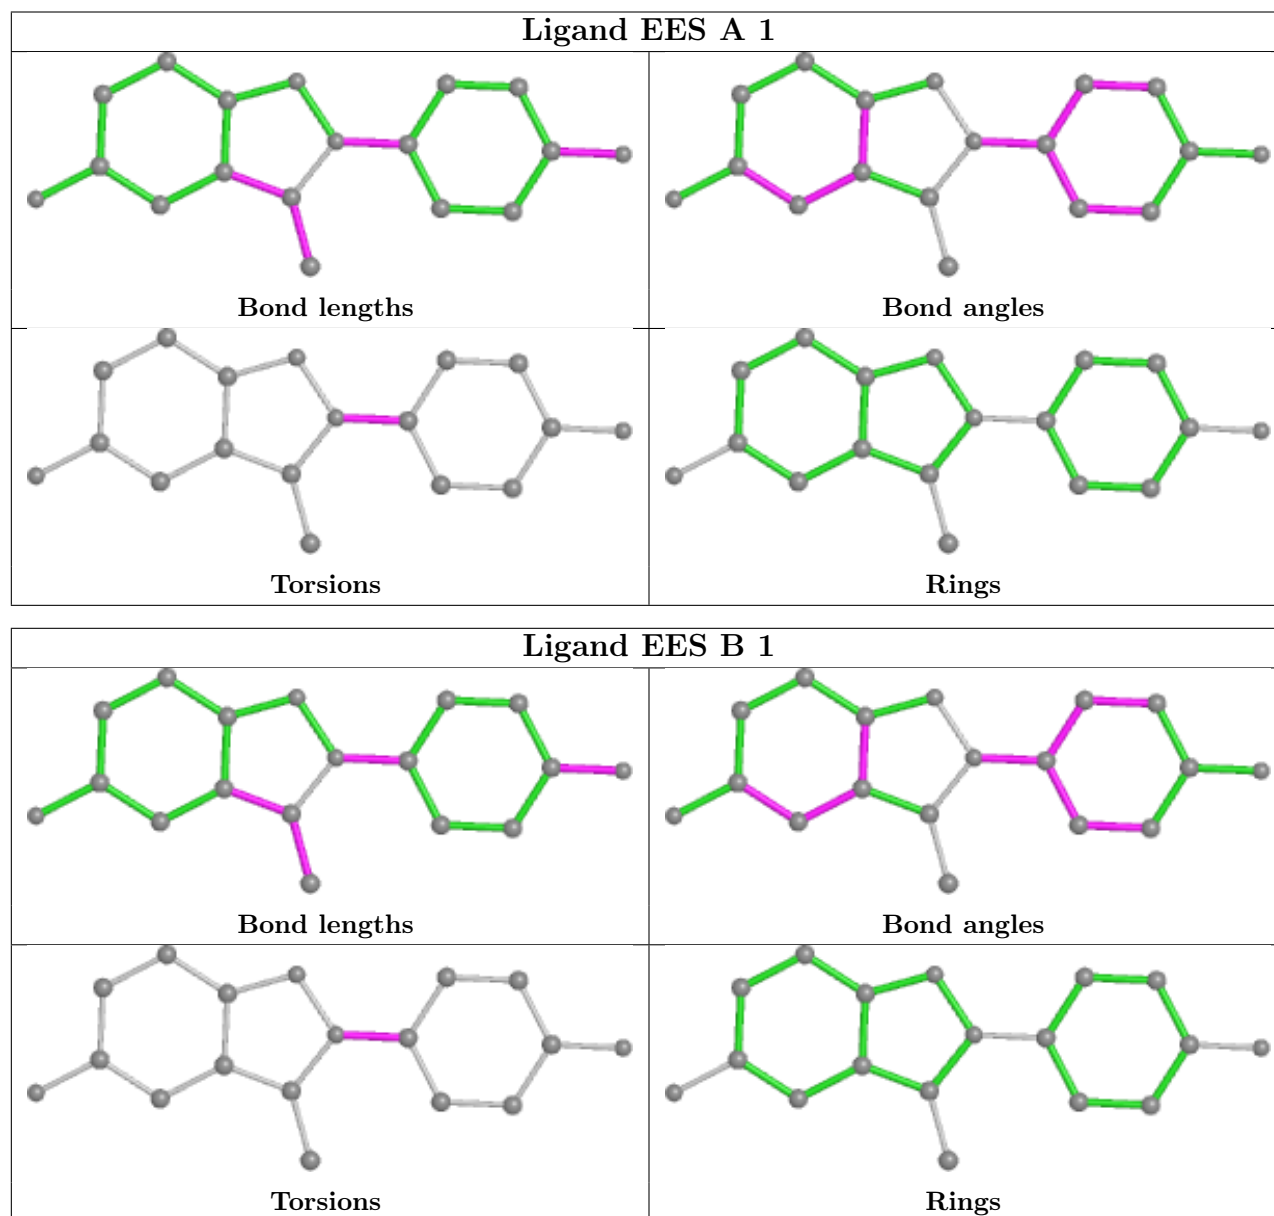 Ligand EES A 1
Bond lengths
Bond angles
Torsions
Rings
Ligand EES B 1
Bond lengths
Bond angles
Torsions
Rings